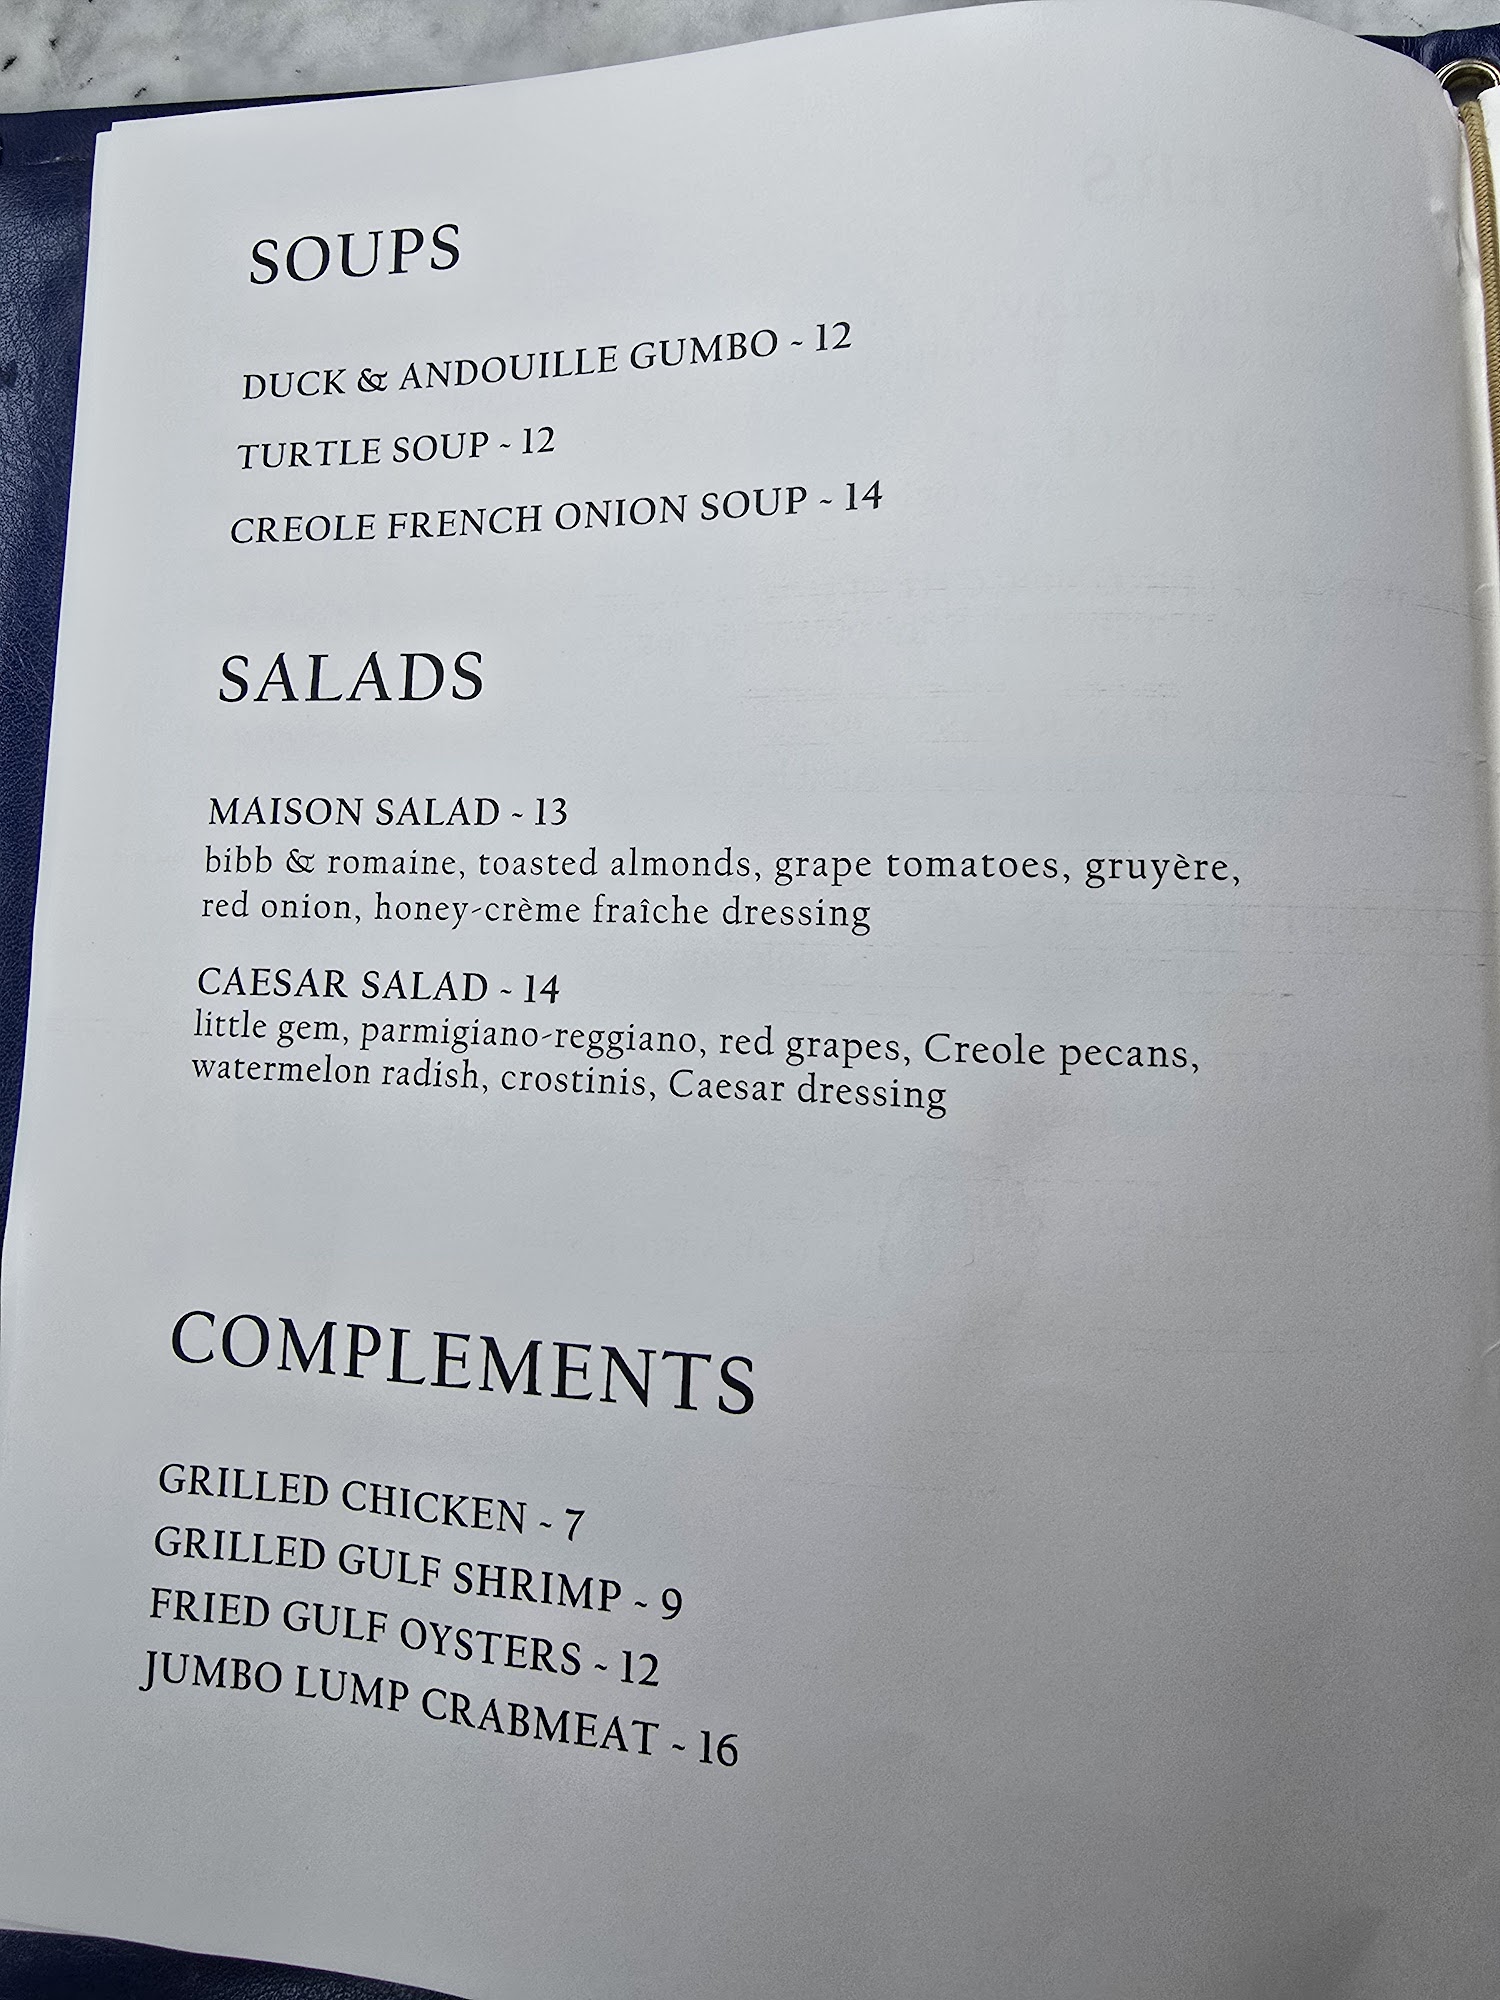 SOUPS
DUCK & ANDOUILLE GUMBO ~ 12
TURTLE SOUP ~ 12
CREOLE FRENCH ONION SOUP ~ 14
SALADS
MAISON SALAD ~ 13
bibb & romaine, toasted almonds, grape tomatoes, gruyère,
red onion, honey-crème fraîche dressing
CAESAR SALAD ~ 14
little gem, parmigiano-reggiano, red grapes, Creole pecans,
watermelon radish, crostinis, Caesar dressing
COMPLEMENTS
GRILLED CHICKEN ~ 7
GRILLED GULF SHRIMP ~ 9
FRIED GULF OYSTERS ~ 12
JUMBO LUMP CRABMEAT ~ 16